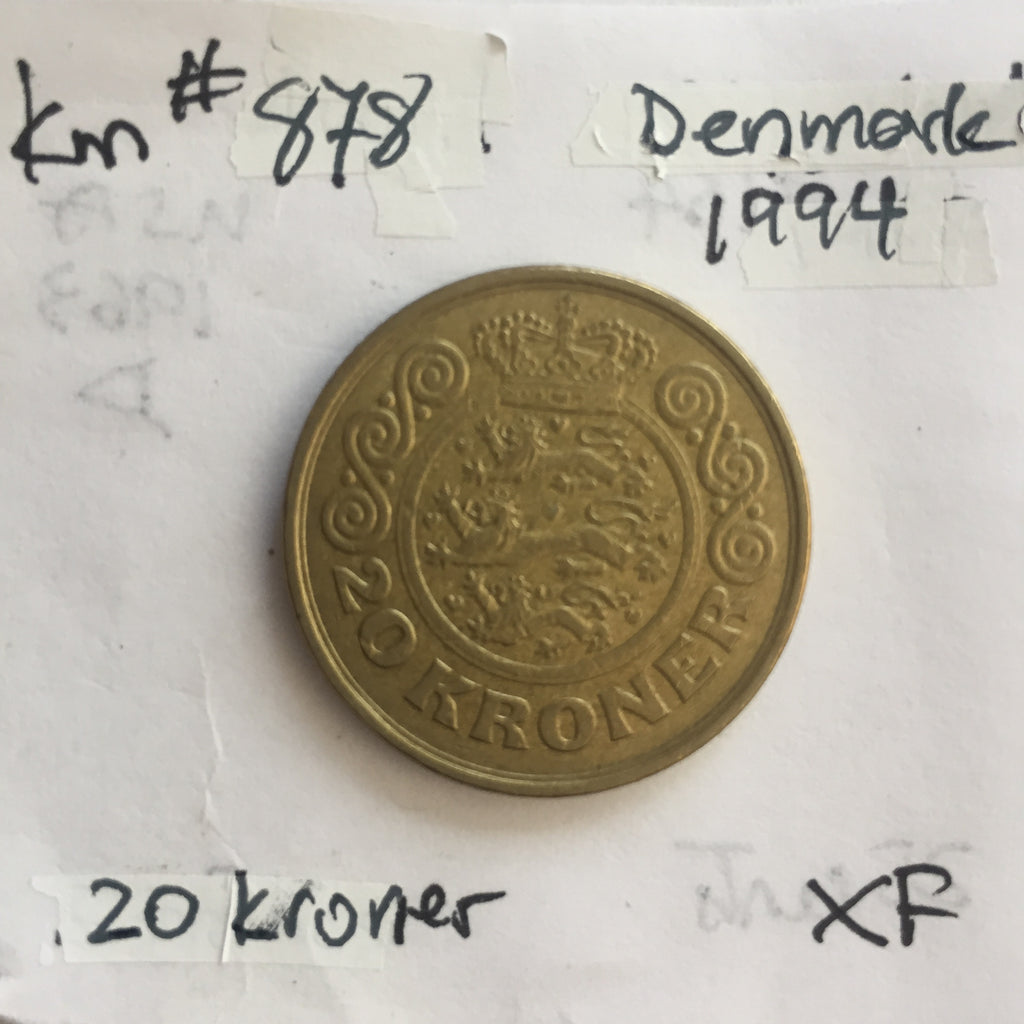 Km # 878.
Denmark
1994
20 KRONER
20 kroner
XF